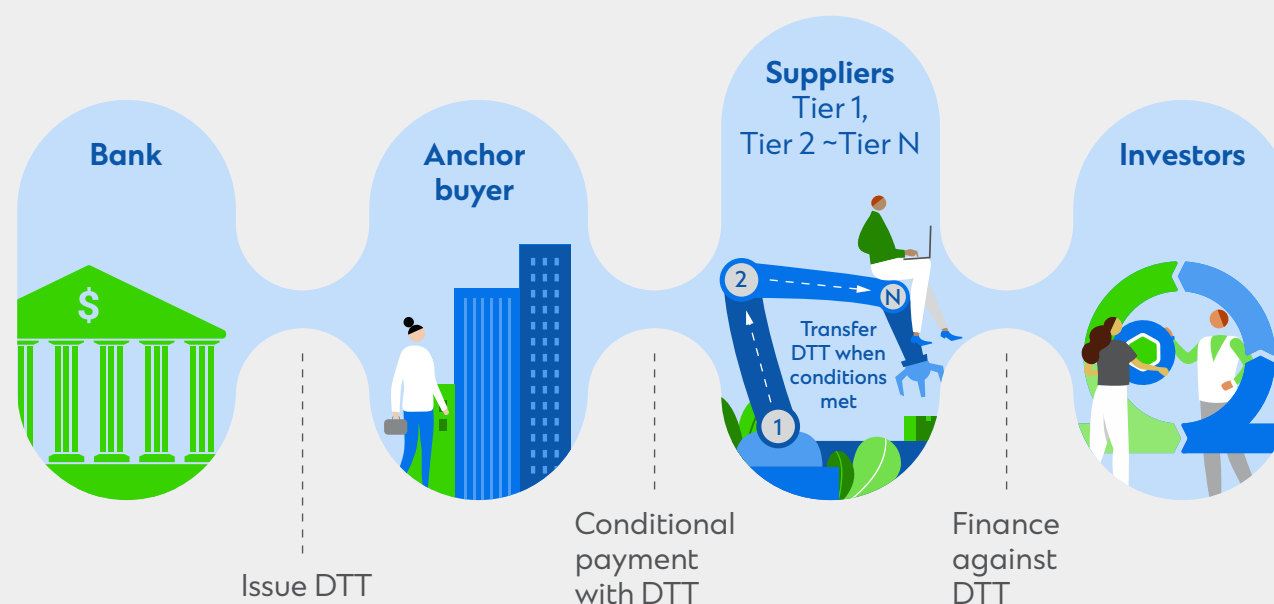 Bank
$
Issue DTT
Anchor
buyer
Conditional
payment
with DTT
Suppliers
Tier 1,
Tier 2 ~Tier N
2
N
Transfer
DTT when
conditions
met
1
Finance
against
DTT
Investors